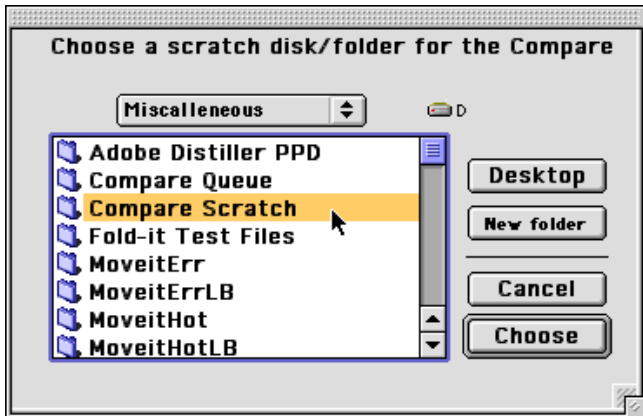 Choose a scratch disk/folder for the Compare
Miscalleneous
D
Adobe Distiller PPD
Compare Queue
Compare Scratch
Fold-it Test Files
MoveitErr
MoveitErrLB
MoveitHot
MoveitHotLB
Desktop
New folder
Cancel
Choose